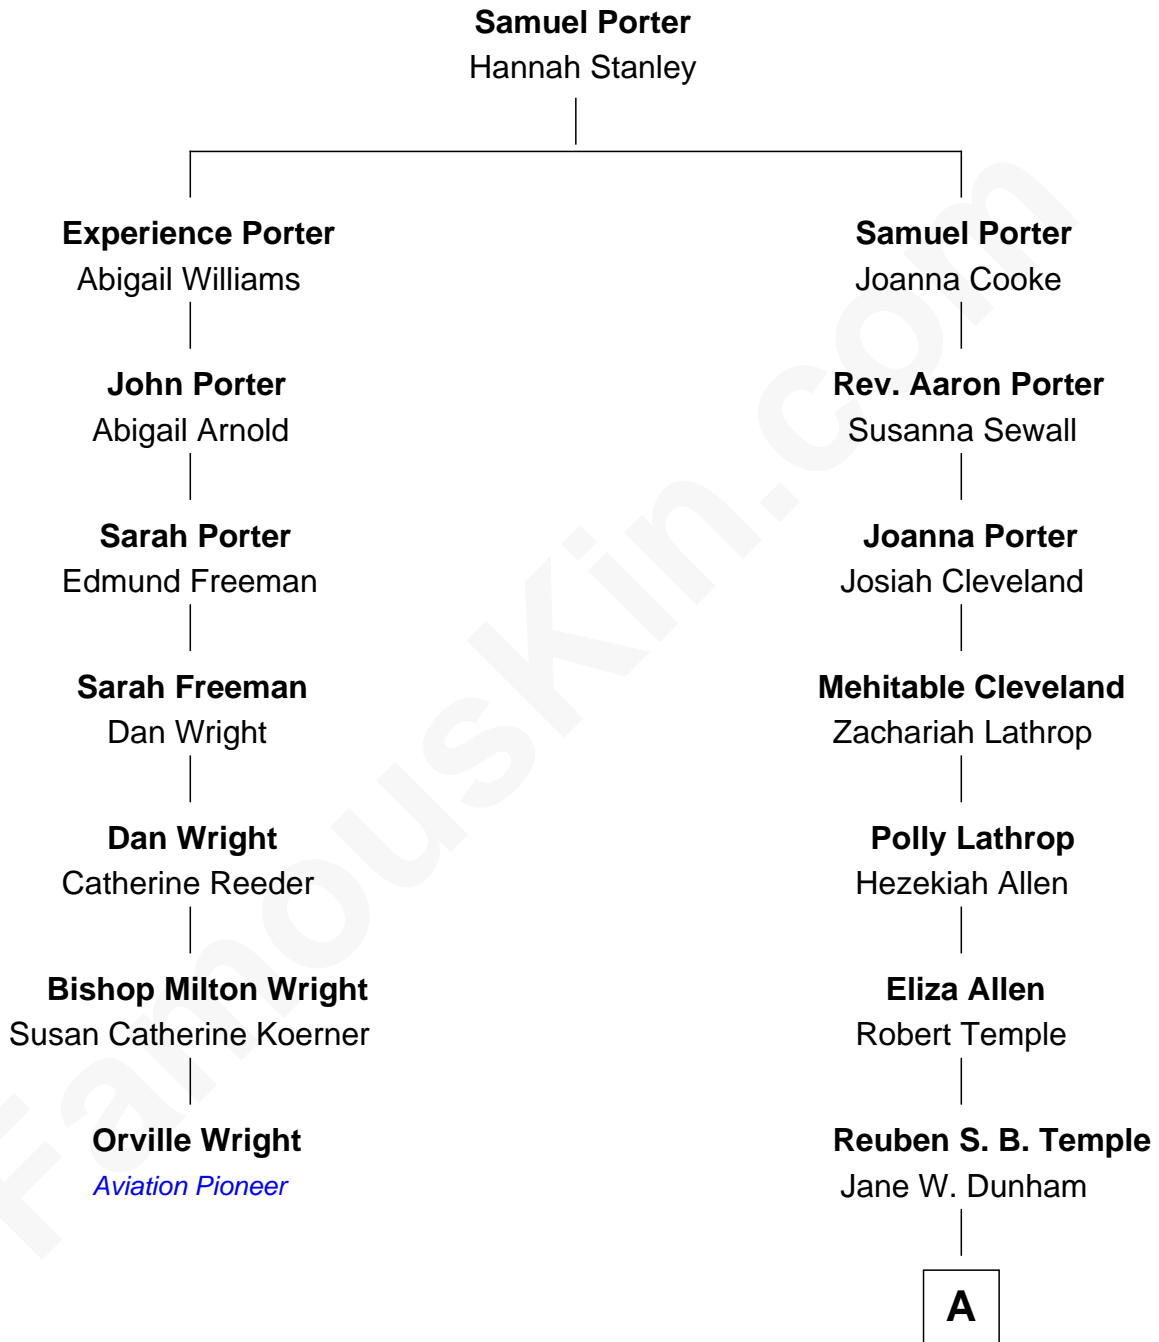 Samuel Porter
Hannah Stanley
Experience Porter
Abigail Williams
Samuel Porter
Joanna Cooke
John Porter
Abigail Arnold
Rev. Aaron Porter
Susanna Sewall
Sarah Porter
Edmund Freeman
Joanna Porter
Josiah Cleveland
Sarah Freeman
Dan Wright
Mehitable Cleveland
Zachariah Lathrop
Dan Wright
Catherine Reeder
Polly Lathrop
Hezekiah Allen
Bishop Milton Wright
Susan Catherine Koerner
Eliza Allen
Robert Temple
Orville Wright
Aviation Pioneer
Reuben S. B. Temple
Jane W. Dunham
A
FamousKin.com